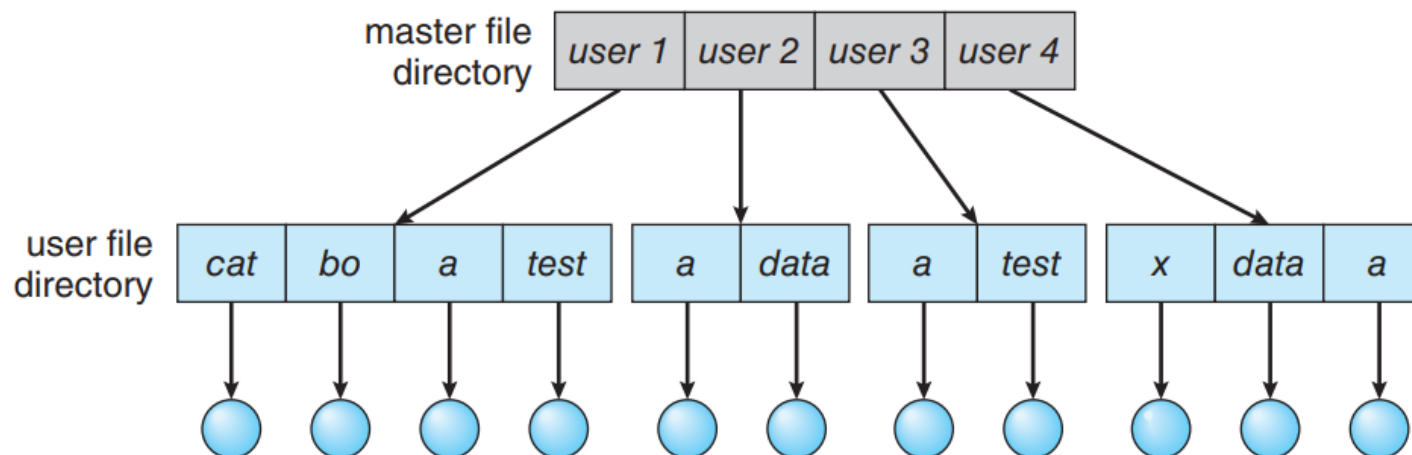 master file
directory
user 1 user 2 user 3 user 4
user file
directory
cat bo a test a data a test x data a